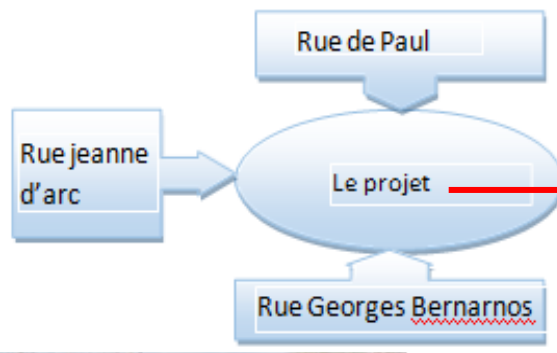 Rue de Paul
Rue jeanne
d'arc
Le projet
Rue Georges Bernarnos